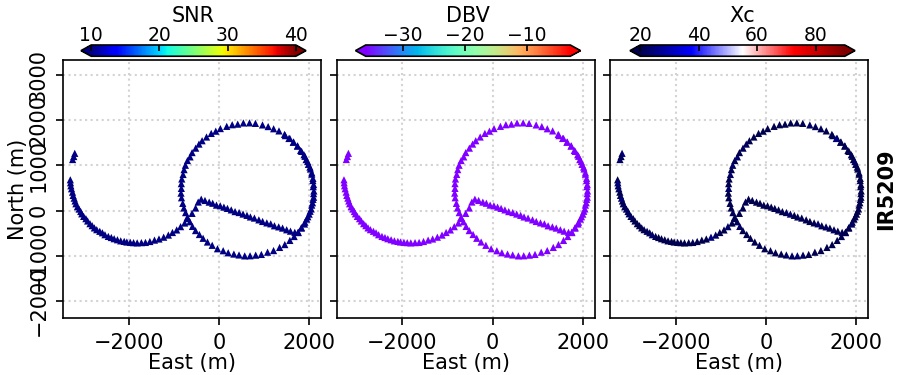 SNR DBV Xc
10 20 30 40 −30 −20 −10 20 40 60 80
3000
2000
1000
0
−1000
−2000
North (m)
IR5209
−2000 0 2000 −2000 0 2000 −2000 0 2000
East (m) East (m) East (m)